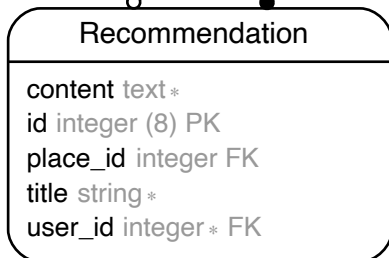 Recommendation
content text *
id integer (8) PK
place_id integer FK
title string *
user_id integer * FK